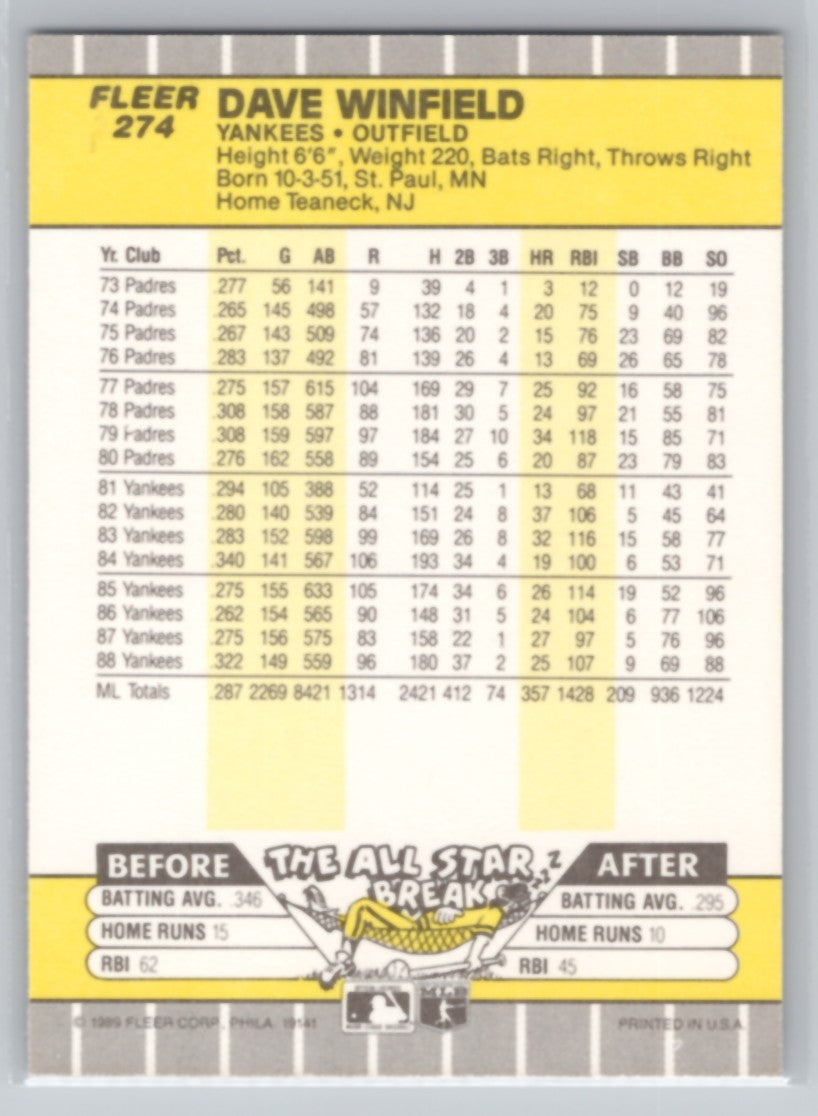 FLEER 274
DAVE WINFIELD
YANKEES • OUTFIELD
Height 6'6", Weight 220, Bats Right, Throws Right
Born 10-3-51, St. Paul, MN
Home Teaneck, NJ
Yr. Club Pct. G AB R H 2B 3B HR RBI SB BB SO
73 Padres .277 56 141 9 39 4 1 3 12 0 12 19
74 Padres .265 145 498 57 132 18 4 20 75 9 40 96
75 Padres .267 143 509 74 136 20 2 15 76 23 69 82
76 Padres .283 137 492 81 139 26 4 13 69 26 65 78
77 Padres .275 157 615 104 169 29 7 25 92 16 58 75
78 Padres .308 158 587 88 181 30 5 24 97 21 55 81
79 Padres .308 159 597 97 184 27 10 34 118 15 85 71
80 Padres .276 162 558 89 154 25 6 20 87 23 79 83
81 Yankees .294 105 388 52 114 25 1 13 68 11 43 41
82 Yankees .280 140 539 84 151 24 8 37 106 5 45 64
83 Yankees .283 152 598 99 169 26 8 32 116 15 58 77
84 Yankees .340 141 567 106 193 34 4 19 100 6 53 71
85 Yankees .275 155 633 105 174 34 6 26 114 19 52 96
86 Yankees .262 154 565 90 148 31 5 24 104 6 77 106
87 Yankees .275 156 575 83 158 22 1 27 97 5 76 96
88 Yankees .322 149 559 96 180 37 2 25 107 9 69 88
ML Totals .287 2269 8421 1314 2421 412 74 357 1428 209 936 1224
BEFORE THE ALL STAR BREAK ZZZ AFTER
BATTING AVG. .346 BATTING AVG. .295
HOME RUNS 15 HOME RUNS 10
RBI 62 RBI 45
MLB
© 1989 FLEER CORP., PHILA. 19141 PRINTED IN U.S.A.